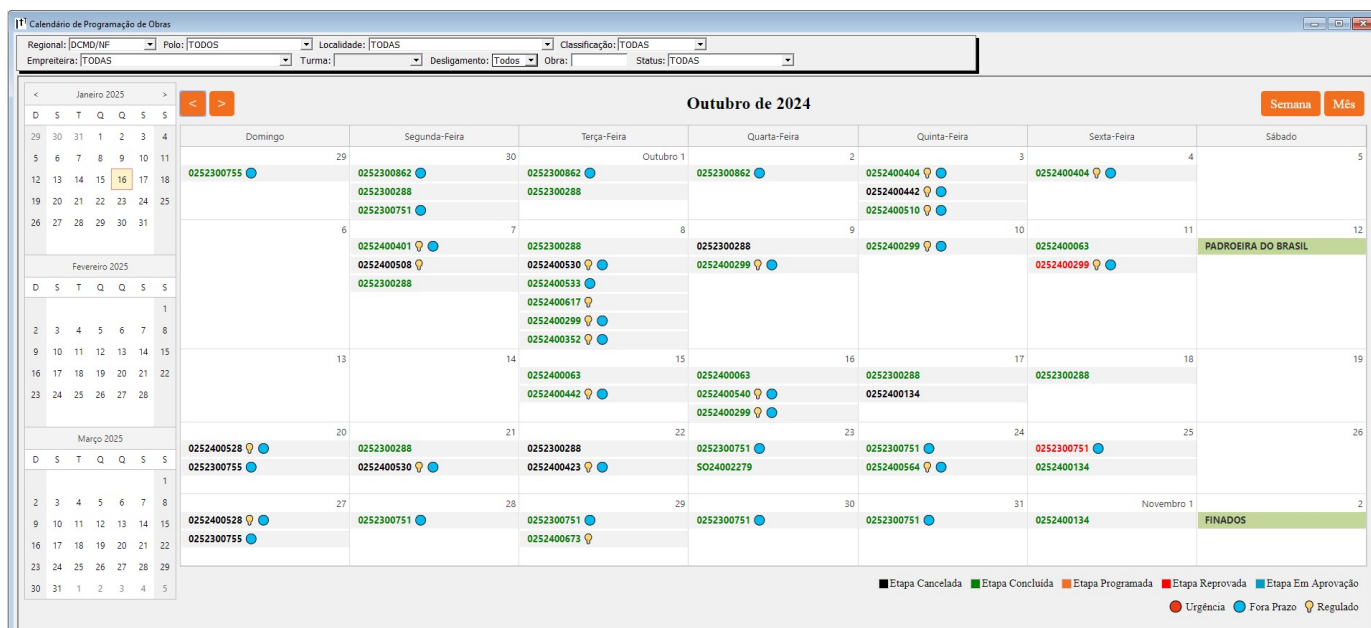 Calendário de Programação de Obras
Regional: DCMD/NF Polo: TODOS Localidade: TODAS Classificação: TODAS
Empreiteira: TODAS Turma: Desligamento: Todos Obra: Status: TODAS
< Janeiro 2025 >
D S T Q Q S S
29 30 31 1 2 3 4
5 6 7 8 9 10 11
12 13 14 15 16 17 18
19 20 21 22 23 24 25
26 27 28 29 30 31
Fevereiro 2025
D S T Q Q S S
1
2 3 4 5 6 7 8
9 10 11 12 13 14 15
16 17 18 19 20 21 22
23 24 25 26 27 28
Março 2025
D S T Q Q S S
1
2 3 4 5 6 7 8
9 10 11 12 13 14 15
16 17 18 19 20 21 22
23 24 25 26 27 28 29
30 31 1 2 3 4 5
< > Outubro de 2024 Semana Mês
Domingo Segunda-Feira Terça-Feira Quarta-Feira Quinta-Feira Sexta-Feira Sábado
29 30 Outubro 1 2 3 4 5
0252300755 0252300862 0252300862 0252300862 0252400404 0252400404
0252300288 0252300288 0252400442
0252300751 0252400510
6 7 8 9 10 11 12
0252400401 0252300288 0252300288 0252400299 0252400063 PADROEIRA DO BRASIL
0252400508 0252400530 0252400299 0252400299
0252300288 0252400533
0252400617
0252400299
0252400352
13 14 15 16 17 18 19
0252400063 0252400063 0252300288 0252300288
0252400442 0252400540 0252400134
0252400299
20 21 22 23 24 25 26
0252400528 0252300288 0252300288 0252300751 0252300751 0252300751
0252300755 0252400530 0252400423 SO24002279 0252400564 0252400134
27 28 29 30 31 Novembro 1 2
0252400528 0252300751 0252300751 0252300751 0252300751 0252400134 FINADOS
0252300755 0252400673
Etapa Cancelada Etapa Concluída Etapa Programada Etapa Reprovada Etapa Em Aprovação
Urgência Fora Prazo Regulado